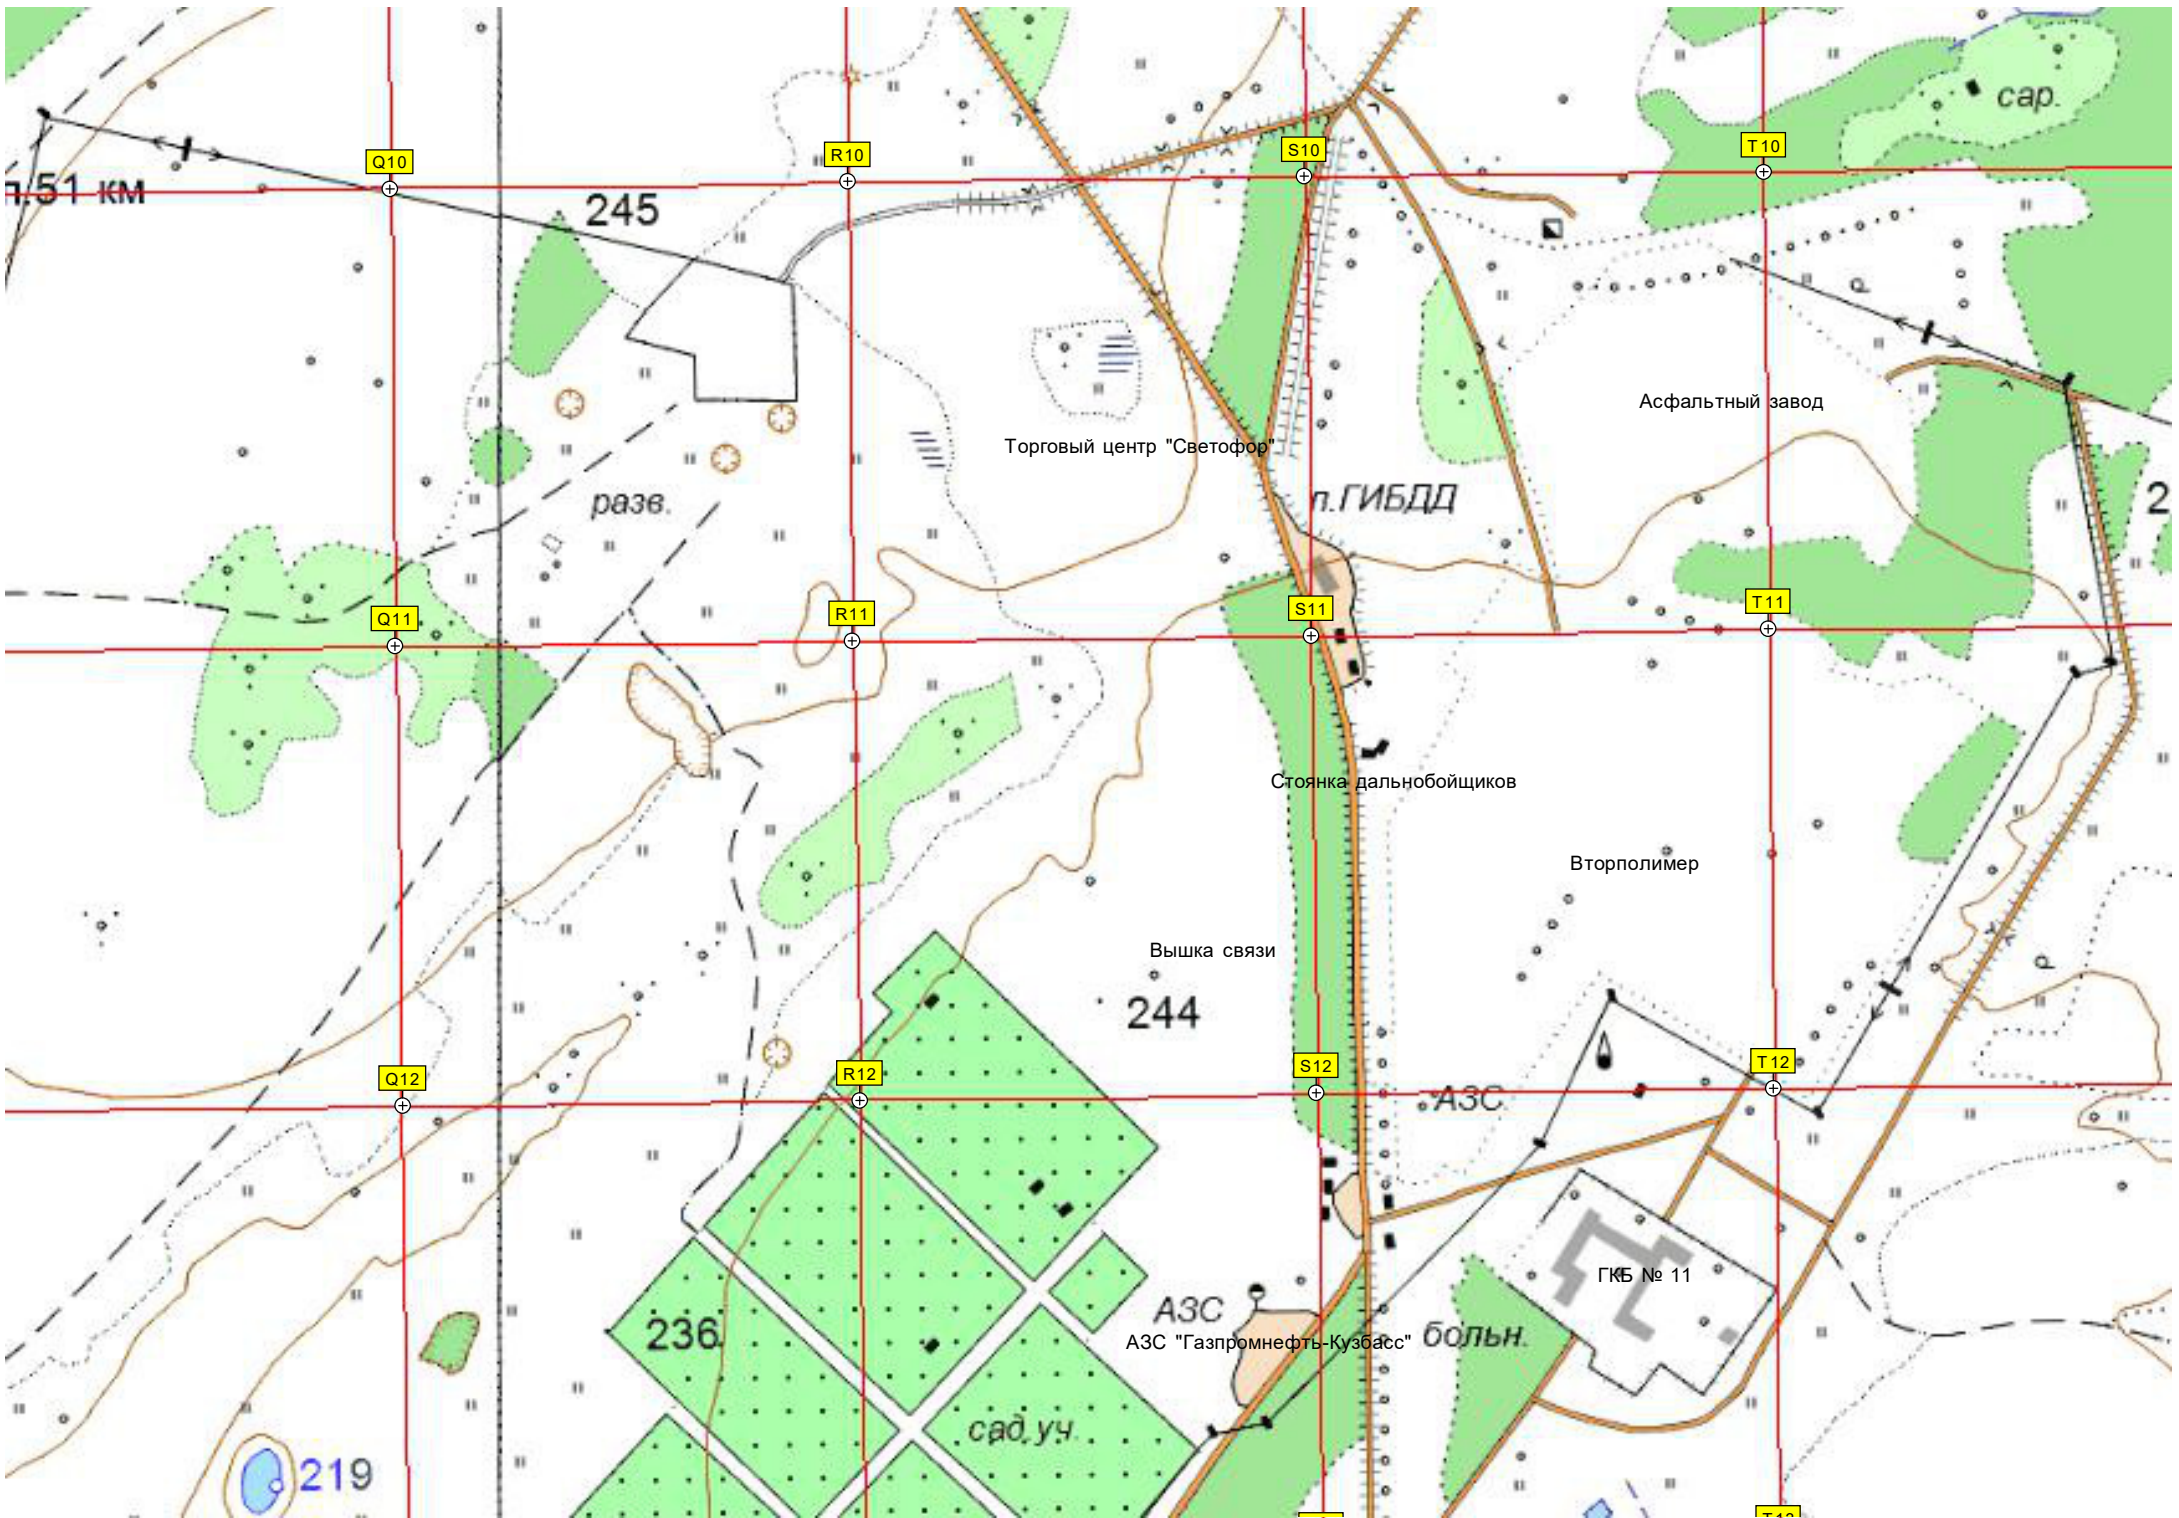 сар.
Q10
R10
S10
T10
п.51 км
245
Асфальтный завод
Торговый центр "Светофор"
разв.
п.ГИБДД
2
Q11
R11
S11
T11
Стоянка дальнобойщиков
Вторполимер
Вышка связи
244
Q12
R12
S12
T12
АЗС
ГКБ № 11
АЗС
236
АЗС "Газпромнефть-Кузбасс"
больн.
сад.уч.
219
T13